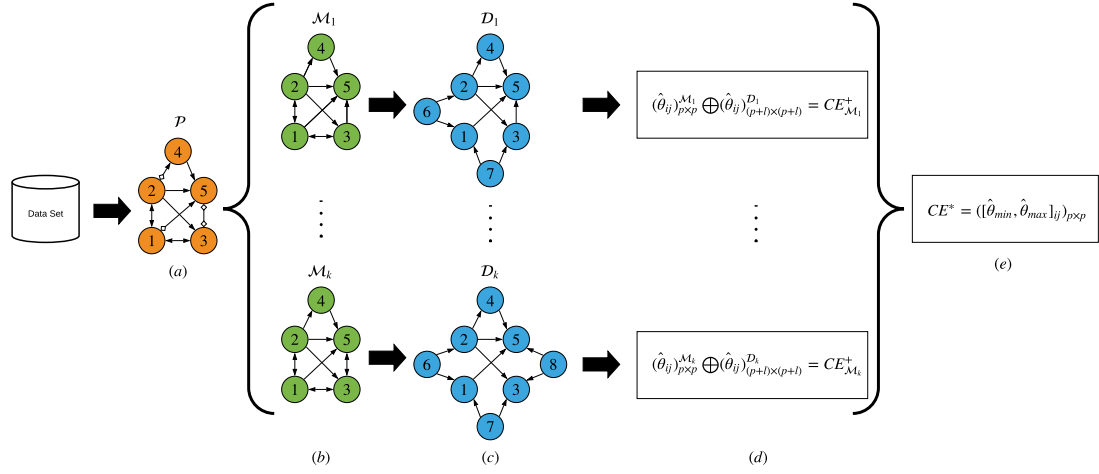 Data Set
𝒫
4
2
5
1
3
(a)
ℳ₁
4
2
5
1
3
ℳₖ
4
2
5
1
3
(b)
𝒟₁
4
2
5
6
1
3
7
𝒟ₖ
4
2
5
6
8
1
3
7
(c)
(θ̂ᵢⱼ)^{ℳ₁}_{p×p} ⨁ (θ̂ᵢⱼ)^{𝒟₁}_{(p+l)×(p+l)} = CE⁺_{ℳ₁}
(θ̂ᵢⱼ)^{ℳₖ}_{p×p} ⨁ (θ̂ᵢⱼ)^{𝒟ₖ}_{(p+l)×(p+l)} = CE⁺_{ℳₖ}
(d)
CE* = ([θ̂_{min}, θ̂_{max}]ᵢⱼ)_{p×p}
(e)